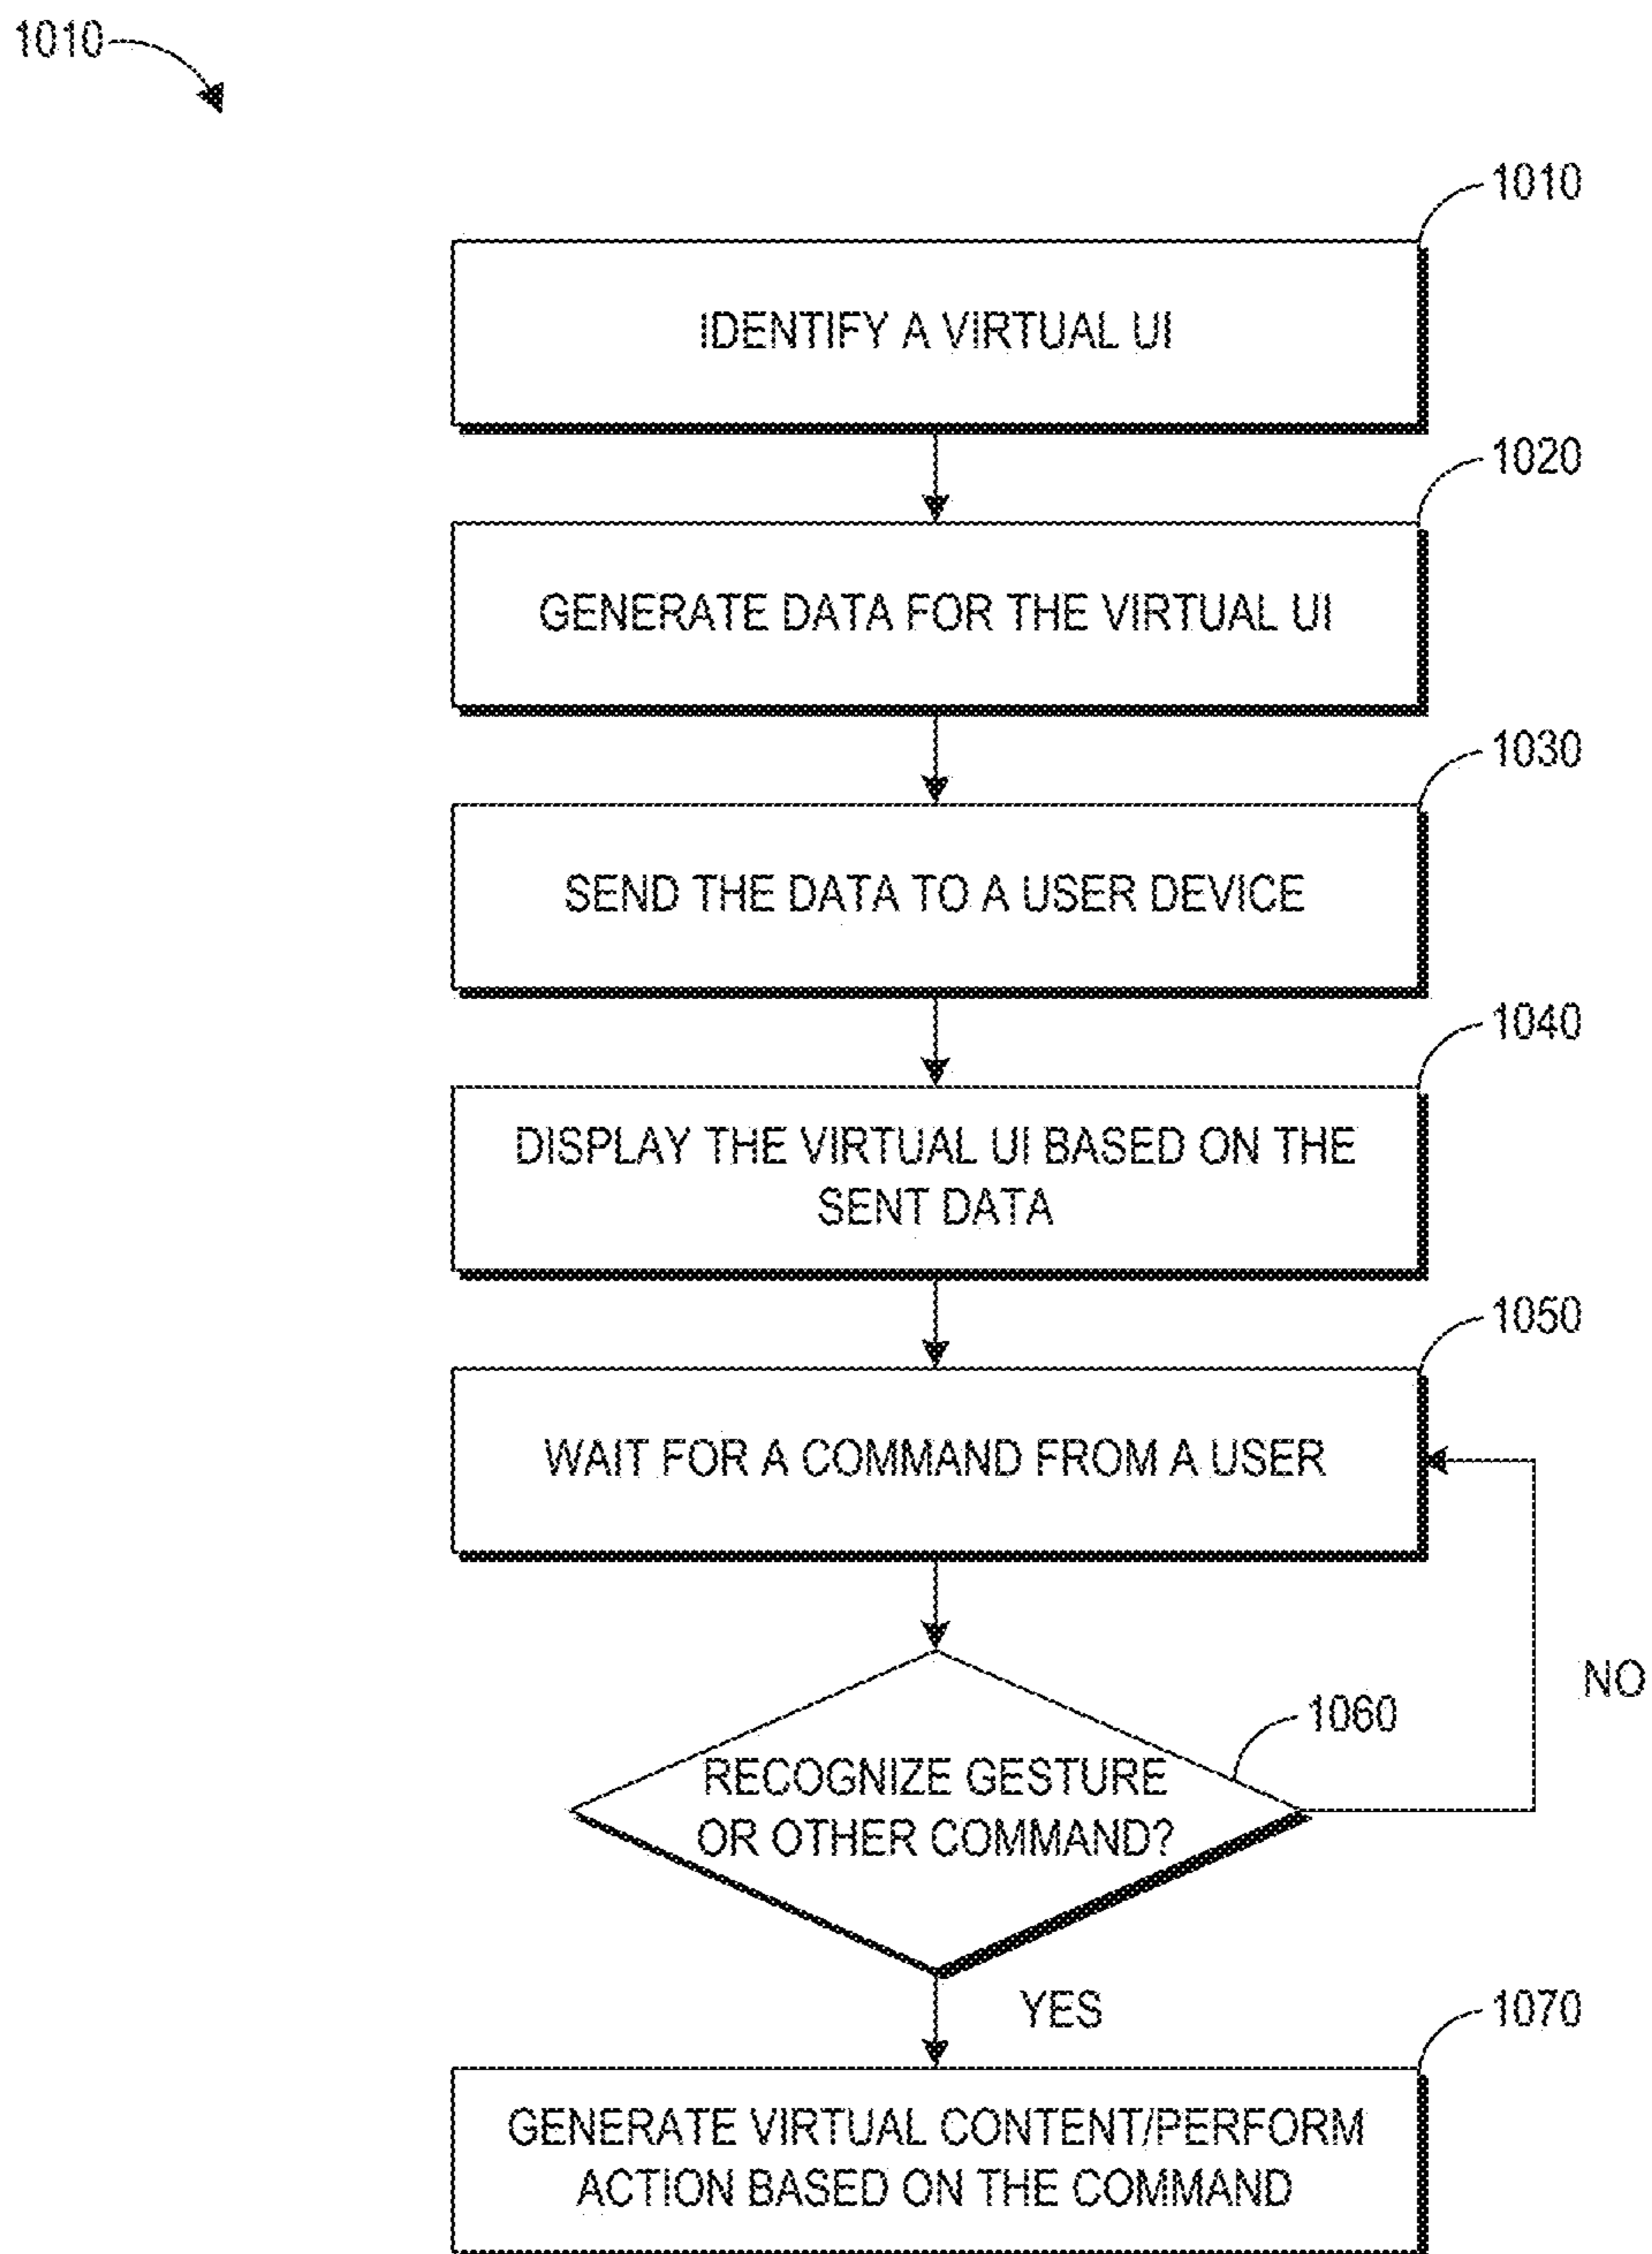 1010
1010
IDENTIFY A VIRTUAL UI
1020
GENERATE DATA FOR THE VIRTUAL UI
1030
SEND THE DATA TO A USER DEVICE
1040
DISPLAY THE VIRTUAL UI BASED ON THE
SENT DATA
1050
WAIT FOR A COMMAND FROM A USER
NO
1060
RECOGNIZE GESTURE
OR OTHER COMMAND?
YES
1070
GENERATE VIRTUAL CONTENT/PERFORM
ACTION BASED ON THE COMMAND